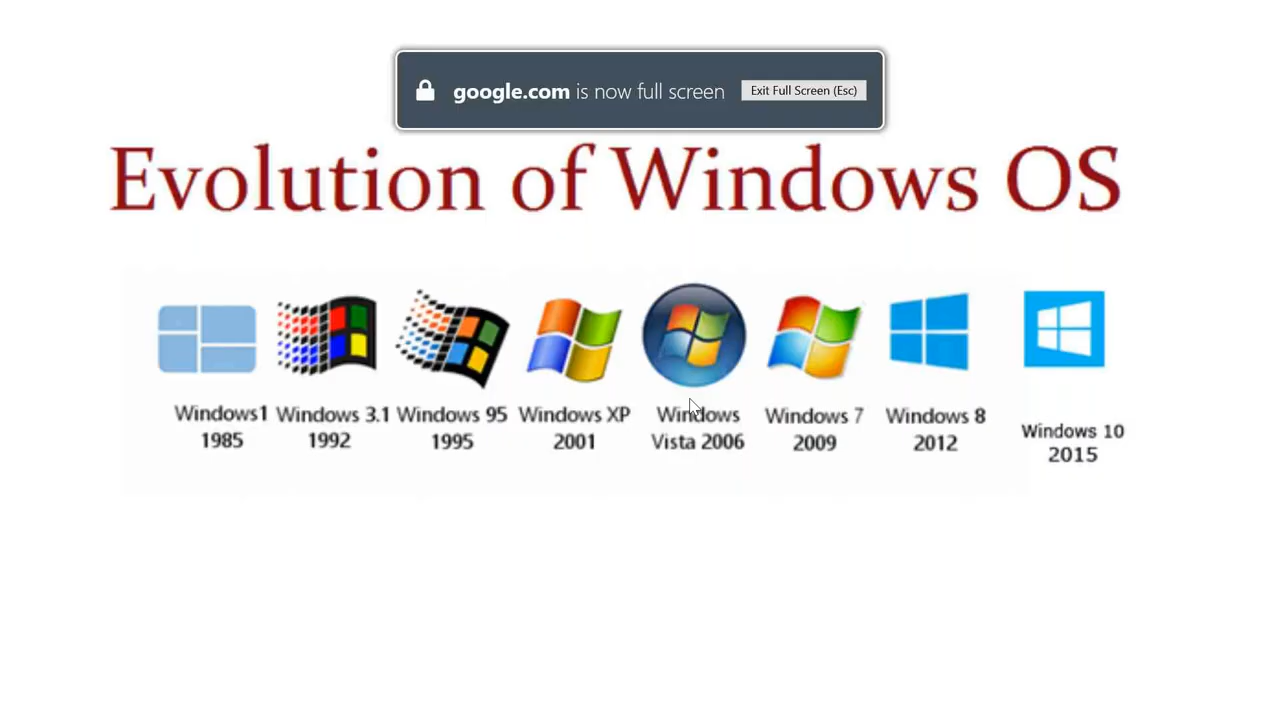 google.com is now full screen Exit Full Screen (Esc)
Evolution of Windows OS
Windows1 Windows 3.1 Windows 95 Windows XP Windows Windows 7 Windows 8 Windows 10
1985 1992 1995 2001 Vista 2006 2009 2012 2015